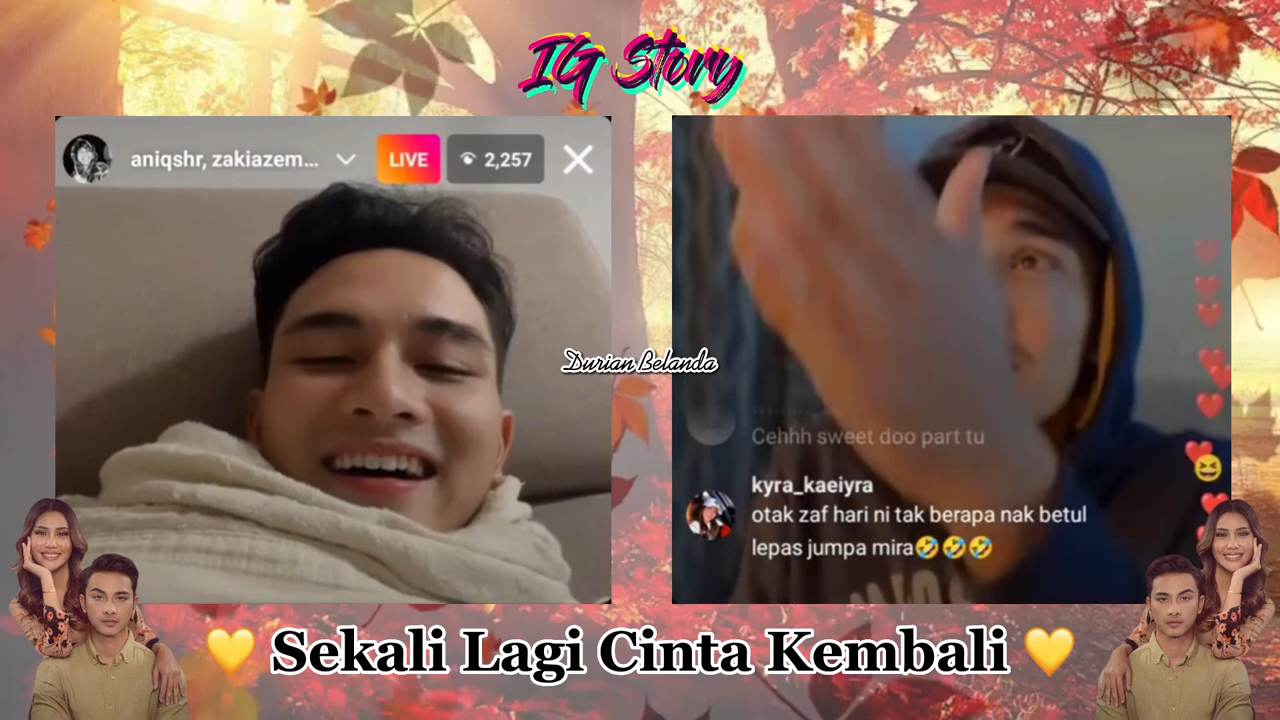 IG Story
aniqshr, zakiazem...
LIVE
2,257
Durian Belanda
Cehhh sweet doo part tu
kyra_kaeiyra
otak zaf hari ni tak berapa nak betul
lepas jumpa mira🤣🤣🤣
💛 Sekali Lagi Cinta Kembali 💛